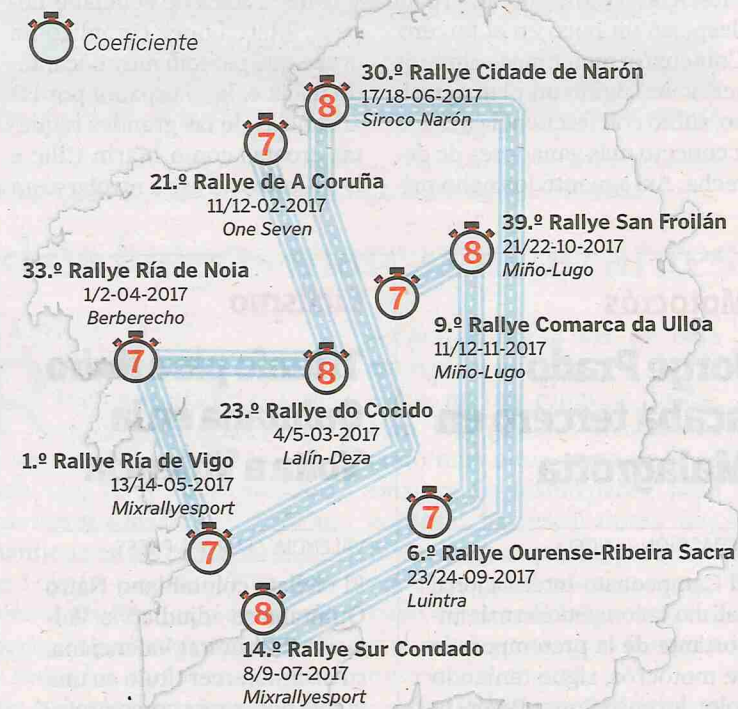 Coeficiente
8
30.º Rallye Cidade de Narón
17/18-06-2017
Siroco Narón
7
21.º Rallye de A Coruña
11/12-02-2017
One Seven
8
39.º Rallye San Froilán
21/22-10-2017
Miño-Lugo
33.º Rallye Ría de Noia
1/2-04-2017
Berberecho
7
7
9.º Rallye Comarca da Ulloa
11/12-11-2017
Miño-Lugo
8
23.º Rallye do Cocido
4/5-03-2017
Lalín-Deza
1.º Rallye Ría de Vigo
13/14-05-2017
Mixrallyesport
7
7
6.º Rallye Ourense-Ribeira Sacra
23/24-09-2017
Luintra
8
14.º Rallye Sur Condado
8/9-07-2017
Mixrallyesport